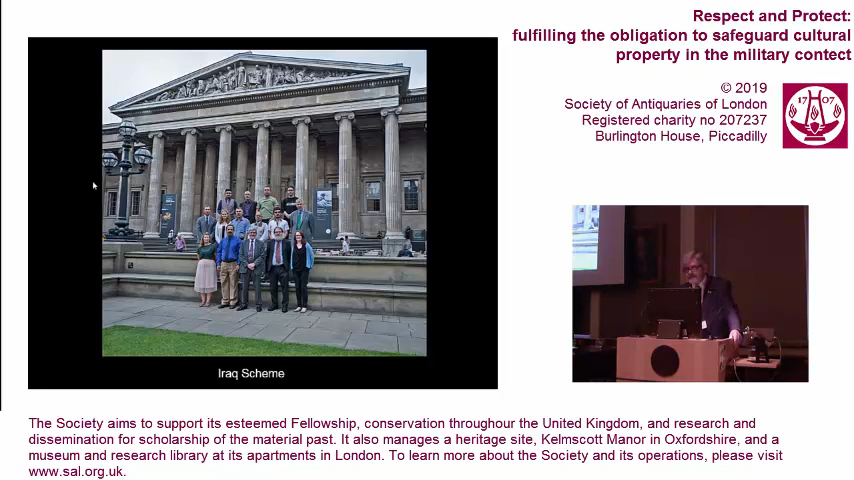 Respect and Protect:
fulfilling the obligation to safeguard cultural
property in the military contect
© 2019
Society of Antiquaries of London
Registered charity no 207237
Burlington House, Piccadilly
17 07
Iraq Scheme
The Society aims to support its esteemed Fellowship, conservation throughour the United Kingdom, and research and
dissemination for scholarship of the material past. It also manages a heritage site, Kelmscott Manor in Oxfordshire, and a
museum and research library at its apartments in London. To learn more about the Society and its operations, please visit
www.sal.org.uk.